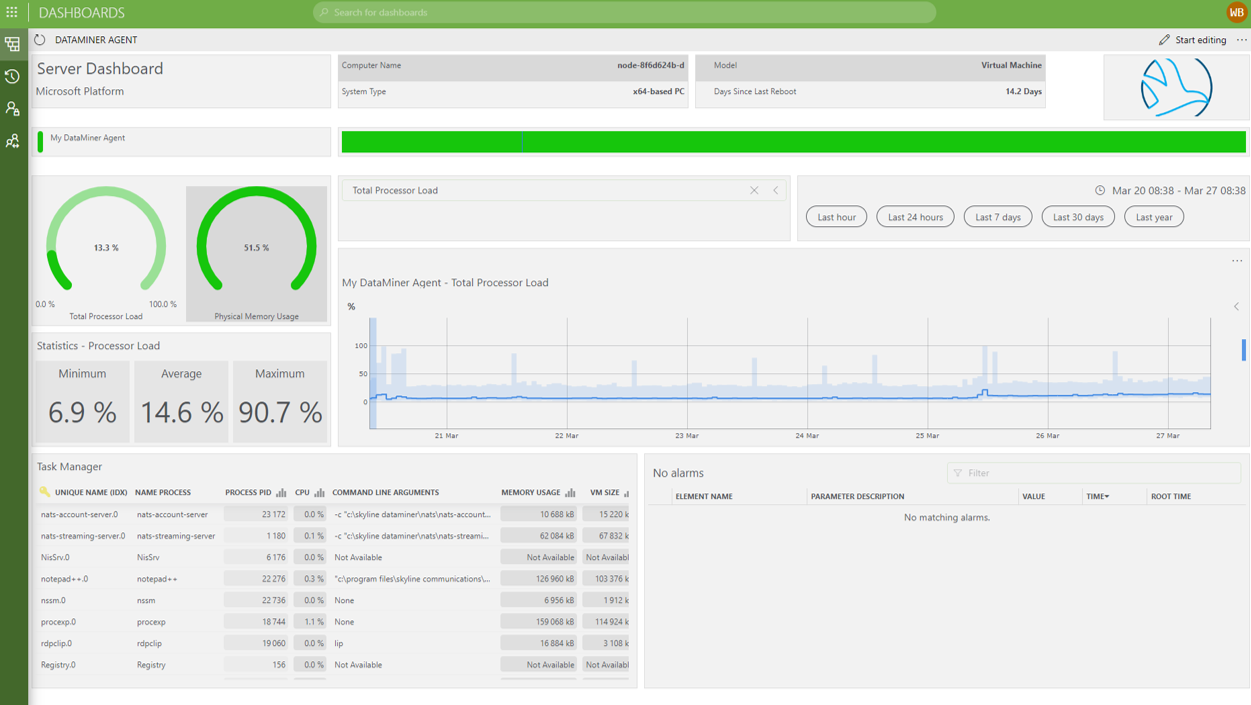 DASHBOARDS
Search for dashboards
WB
DATAMINER AGENT
Start editing
Server Dashboard
Microsoft Platform
Computer Name node-8f6d624b-d
System Type x64-based PC
Model Virtual Machine
Days Since Last Reboot 14.2 Days
My DataMiner Agent
13.3 %
0.0 % 100.0 %
Total Processor Load
51.5 %
Physical Memory Usage
Total Processor Load
Mar 20 08:38 - Mar 27 08:38
Last hour Last 24 hours Last 7 days Last 30 days Last year
Statistics - Processor Load
Minimum Average Maximum
6.9 % 14.6 % 90.7 %
My DataMiner Agent - Total Processor Load
%
100
50
0
21 Mar 22 Mar 23 Mar 24 Mar 25 Mar 26 Mar 27 Mar
Task Manager
UNIQUE NAME (IDX) NAME PROCESS PROCESS PID CPU COMMAND LINE ARGUMENTS MEMORY USAGE VM SIZE
nats-account-server.0 nats-account-server 23 172 0.0 % -c "c:\skyline dataminer\nats\nats-account... 10 688 kB 15 220 k
nats-streaming-server.0 nats-streaming-server 1 180 0.1 % -c "c:\skyline dataminer\nats\nats-streami... 62 084 kB 67 832 k
NisSrv.0 NisSrv 6 176 0.0 % Not Available Not Available Not Availabl
notepad++.0 notepad++ 22 276 0.3 % "c:\program files\skyline communications\... 126 960 kB 103 376 k
nssm.0 nssm 22 736 0.0 % None 6 956 kB 1 912 k
procexp.0 procexp 18 744 1.1 % None 159 068 kB 114 924 k
rdpclip.0 rdpclip 19 060 0.0 % lip 16 884 kB 3 108 k
Registry.0 Registry 156 0.0 % Not Available Not Available Not Availabl
No alarms
Filter
ELEMENT NAME PARAMETER DESCRIPTION VALUE TIME ROOT TIME
No matching alarms.